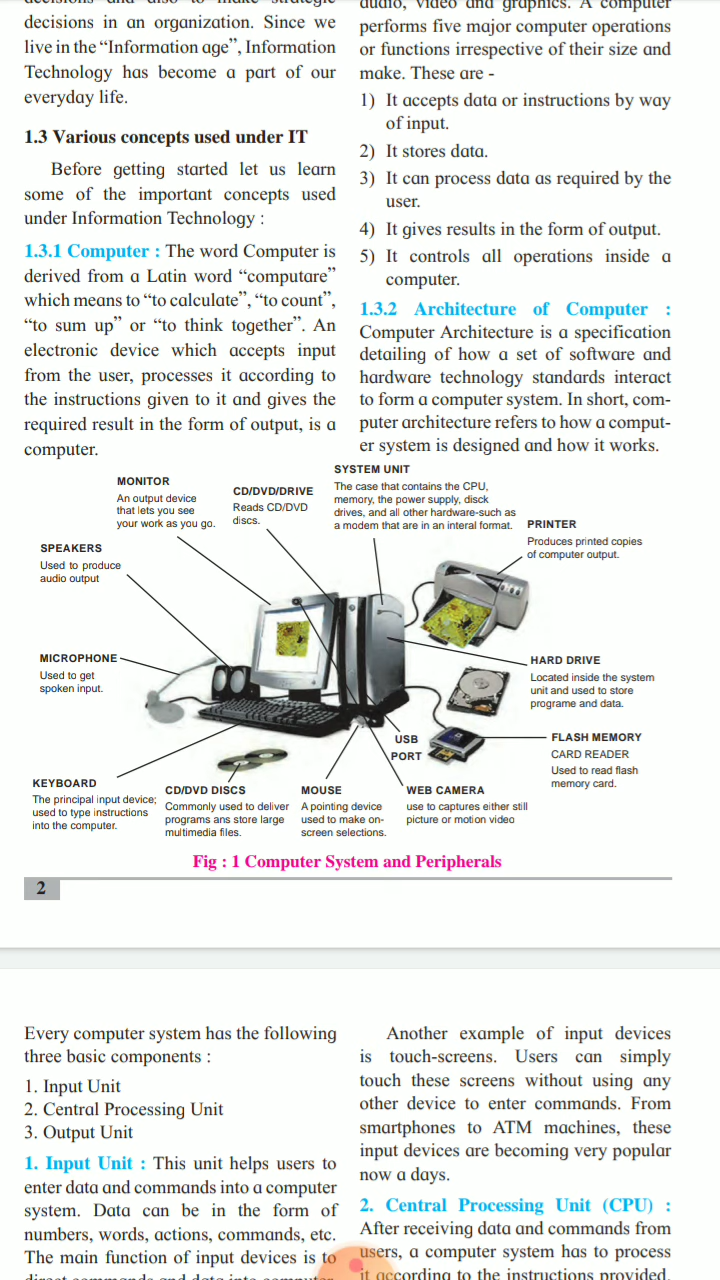 decisions and also to make strategic
decisions in an organization. Since we
live in the “Information age”, Information
Technology has become a part of our
everyday life.
1.3 Various concepts used under IT
Before getting started let us learn
some of the important concepts used
under Information Technology :
1.3.1 Computer : The word Computer is
derived from a Latin word “computare”
which means to “to calculate”, “to count”,
“to sum up” or “to think together”. An
electronic device which accepts input
from the user, processes it according to
the instructions given to it and gives the
required result in the form of output, is a
computer.
audio, video and graphics. A computer
performs five major computer operations
or functions irrespective of their size and
make. These are -
1) It accepts data or instructions by way
of input.
2) It stores data.
3) It can process data as required by the
user.
4) It gives results in the form of output.
5) It controls all operations inside a
computer.
1.3.2 Architecture of Computer :
Computer Architecture is a specification
detailing of how a set of software and
hardware technology standards interact
to form a computer system. In short, com-
puter architecture refers to how a comput-
er system is designed and how it works.
MONITOR
An output device
that lets you see
your work as you go.
CD/DVD/DRIVE
Reads CD/DVD
discs.
SYSTEM UNIT
The case that contains the CPU,
memory, the power supply, disck
drives, and all other hardware-such as
a modem that are in an interal format.
PRINTER
Produces printed copies
of computer output.
SPEAKERS
Used to produce
audio output
MICROPHONE
Used to get
spoken input.
HARD DRIVE
Located inside the system
unit and used to store
programe and data.
USB
PORT
FLASH MEMORY
CARD READER
Used to read flash
memory card.
KEYBOARD
The principal input device;
used to type instructions
into the computer.
CD/DVD DISCS
Commonly used to deliver
programs ans store large
multimedia files.
MOUSE
A pointing device
used to make on-
screen selections.
WEB CAMERA
use to captures either still
picture or motion video
Fig : 1 Computer System and Peripherals
2
Every computer system has the following
three basic components :
1. Input Unit
2. Central Processing Unit
3. Output Unit
1. Input Unit : This unit helps users to
enter data and commands into a computer
system. Data can be in the form of
numbers, words, actions, commands, etc.
The main function of input devices is to
direct commands and data into computer
Another example of input devices
is touch-screens. Users can simply
touch these screens without using any
other device to enter commands. From
smartphones to ATM machines, these
input devices are becoming very popular
now a days.
2. Central Processing Unit (CPU) :
After receiving data and commands from
users, a computer system has to process
it according to the instructions provided.